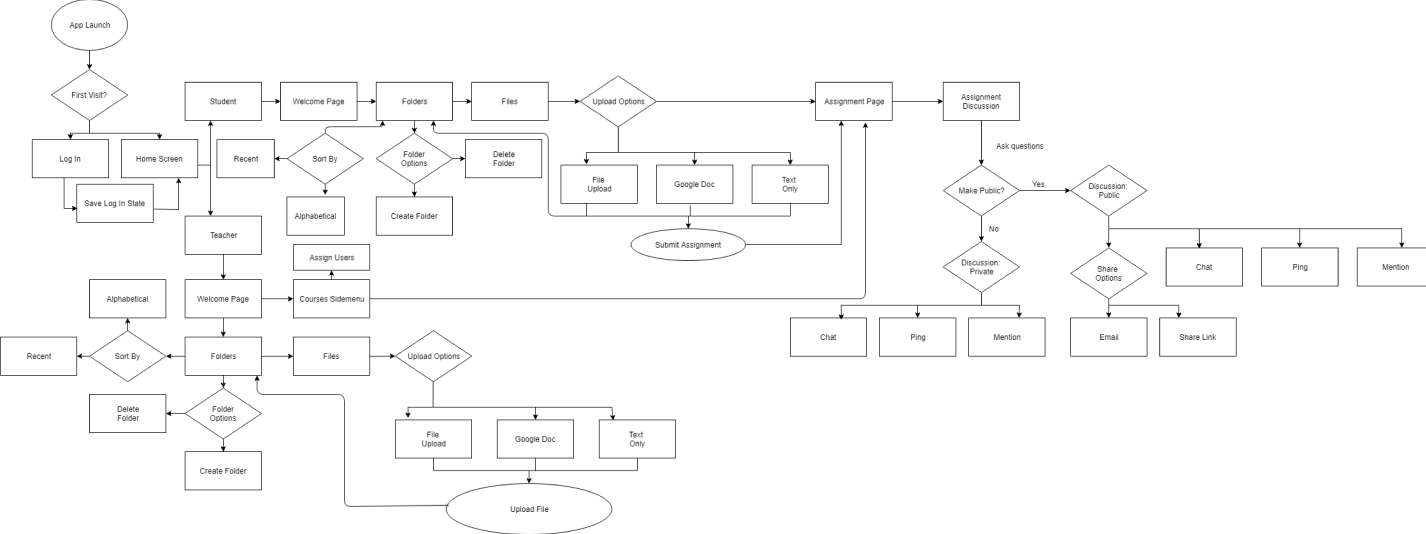 App Launch
First Visit?
Log In
Home Screen
Save Log In State
Student
Welcome Page
Folders
Files
Upload Options
Assignment Page
Assignment
Discussion
Recent
Sort By
Alphabetical
Folder
Options
Delete
Folder
Create Folder
File
Upload
Google Doc
Text
Only
Submit Assignment
Ask questions
Make Public?
Yes
Discussion:
Public
No
Discussion:
Private
Chat
Ping
Mention
Share
Options
Chat
Ping
Mention
Email
Share Link
Teacher
Assign Users
Welcome Page
Courses Sidemenu
Alphabetical
Recent
Sort By
Folders
Files
Upload Options
Delete
Folder
Folder
Options
Create Folder
File
Upload
Google Doc
Text
Only
Upload File